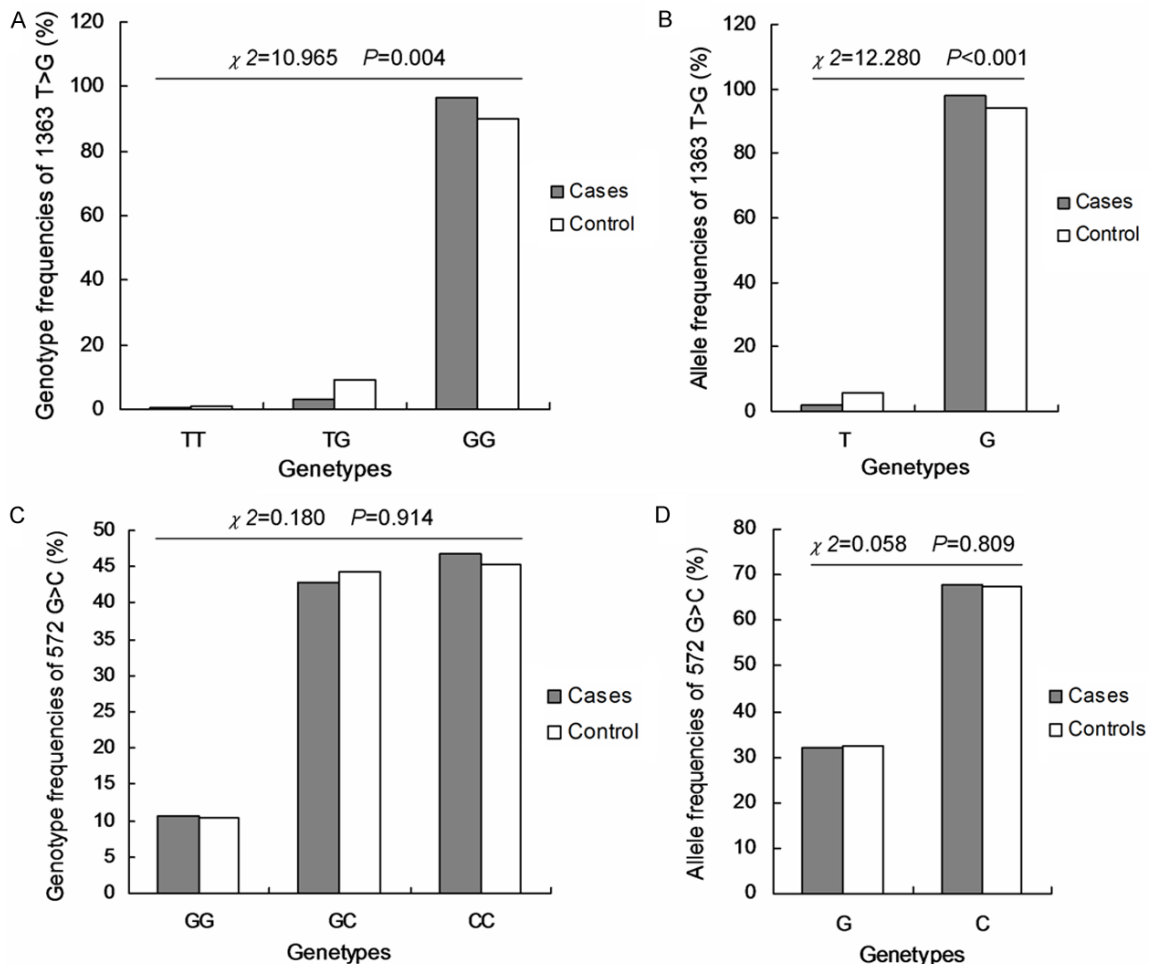 A
Genotype frequencies of 1363 T>G (%)
χ 2=10.965 P=0.004
120
100
80
60
40
20
0
TT TG GG
Genetypes
Cases
Control
B
Allele frequencies of 1363 T>G (%)
χ 2=12.280 P<0.001
120
100
80
60
40
20
0
T G
Genetypes
Cases
Control
C
Genotype frequencies of 572 G>C (%)
χ 2=0.180 P=0.914
50
45
40
35
30
25
20
15
10
5
0
GG GC CC
Genetypes
Cases
Control
D
Allele frequencies of 572 G>C (%)
χ 2=0.058 P=0.809
80
70
60
50
40
30
20
10
0
G C
Genetypes
Cases
Controls